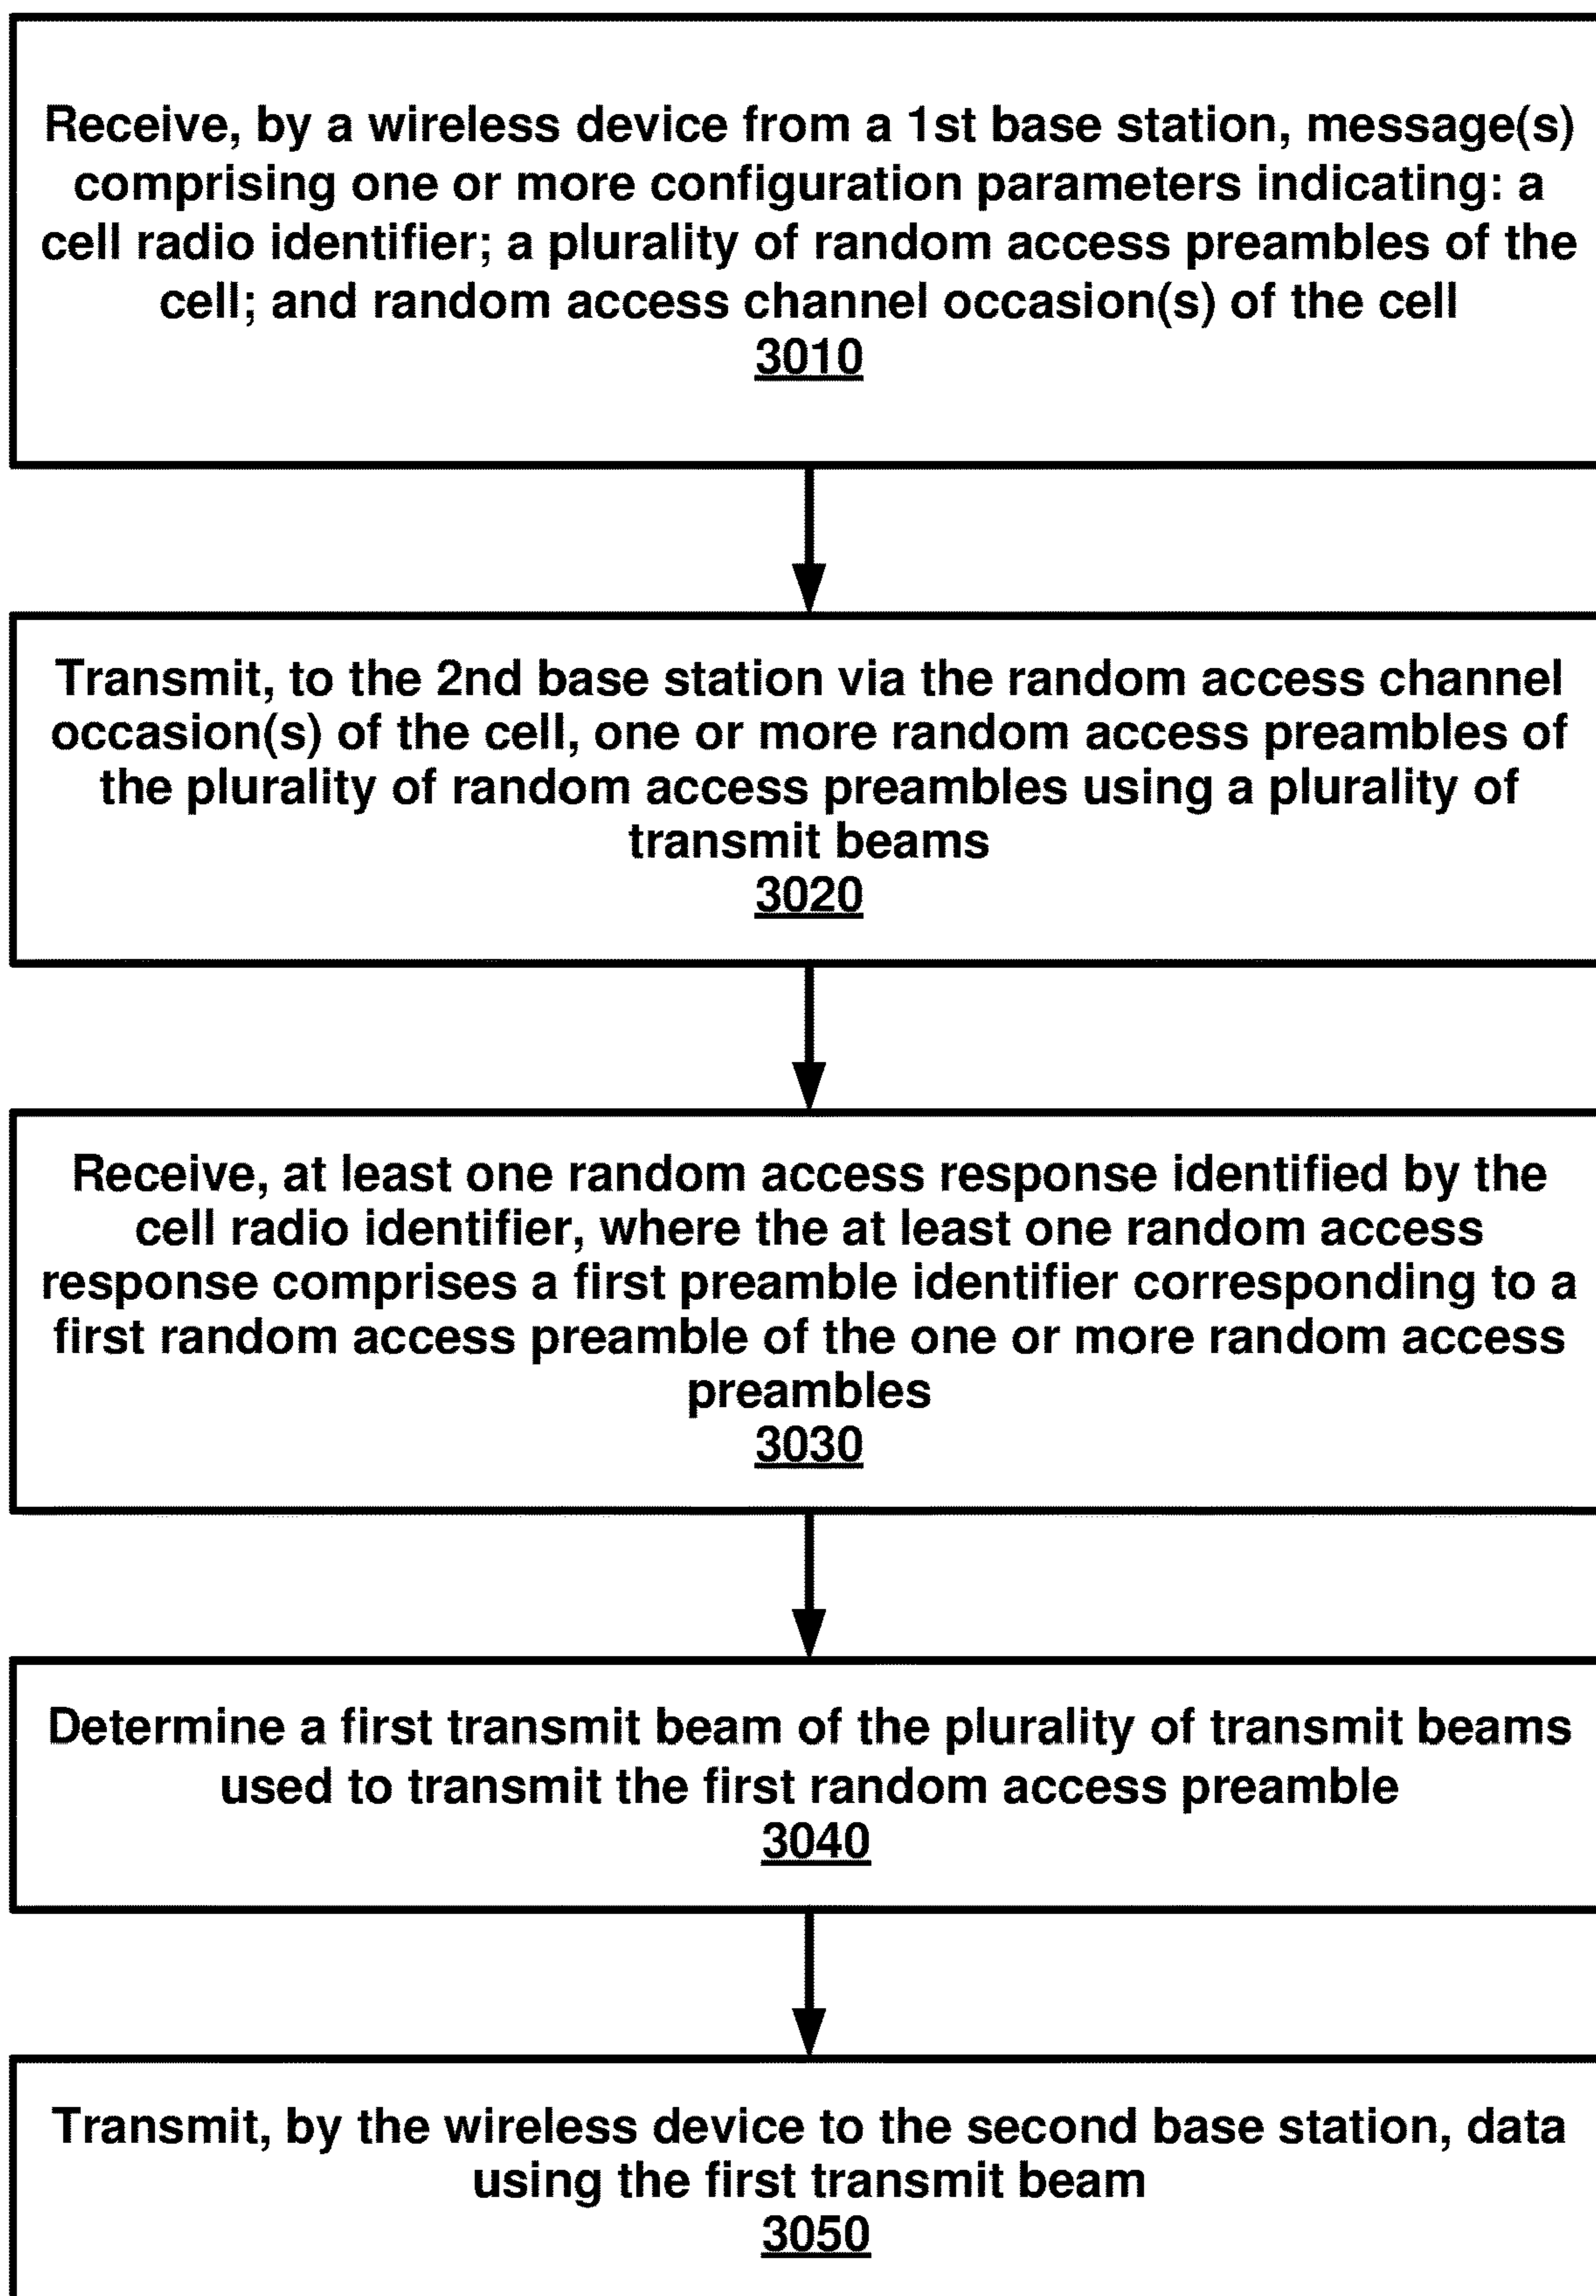 Receive, by a wireless device from a 1st base station, message(s)
comprising one or more configuration parameters indicating: a
cell radio identifier; a plurality of random access preambles of the
cell; and random access channel occasion(s) of the cell
3010
Transmit, to the 2nd base station via the random access channel
occasion(s) of the cell, one or more random access preambles of
the plurality of random access preambles using a plurality of
transmit beams
3020
Receive, at least one random access response identified by the
cell radio identifier, where the at least one random access
response comprises a first preamble identifier corresponding to a
first random access preamble of the one or more random access
preambles
3030
Determine a first transmit beam of the plurality of transmit beams
used to transmit the first random access preamble
3040
Transmit, by the wireless device to the second base station, data
using the first transmit beam
3050